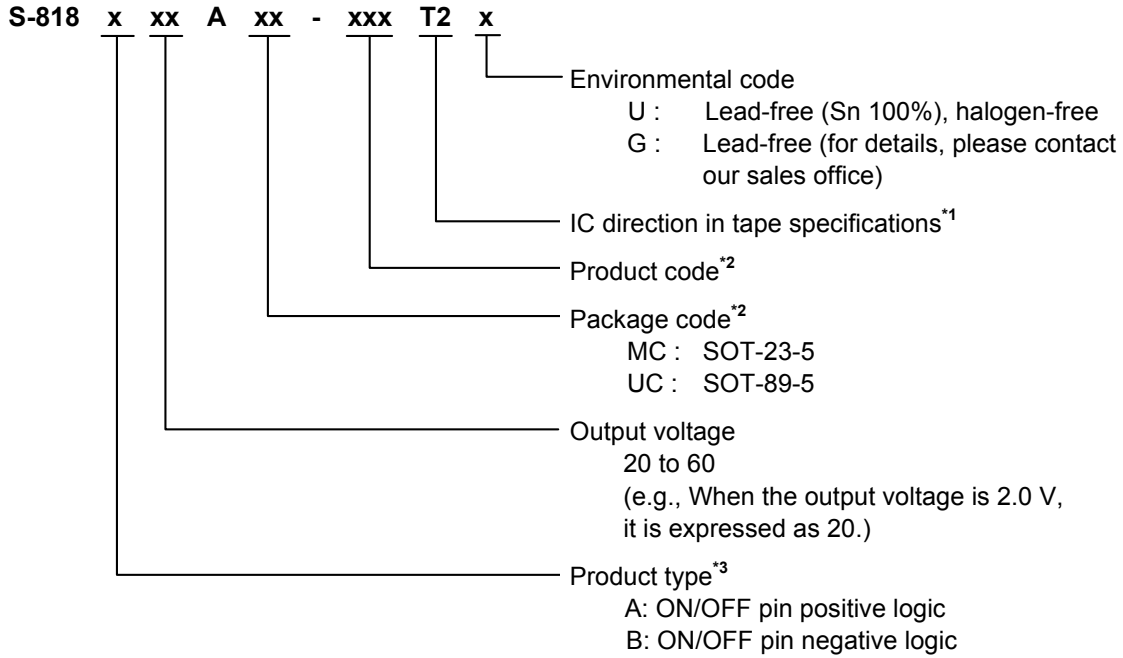 S-818 x xx A xx - xxx T2 x
Environmental code
U : Lead-free (Sn 100%), halogen-free
G : Lead-free (for details, please contact
our sales office)
IC direction in tape specifications*1
Product code*2
Package code*2
MC : SOT-23-5
UC : SOT-89-5
Output voltage
20 to 60
(e.g., When the output voltage is 2.0 V,
it is expressed as 20.)
Product type*3
A: ON/OFF pin positive logic
B: ON/OFF pin negative logic